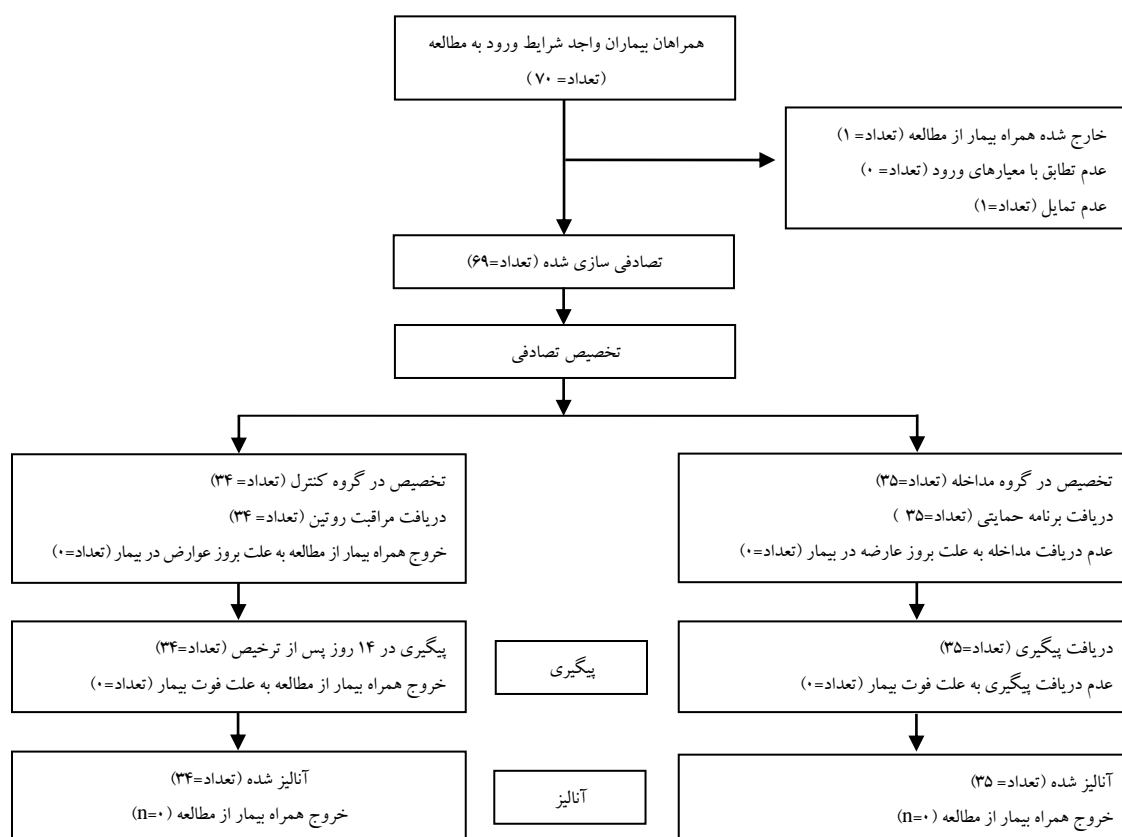 همراهان بیماران واجد شرایط ورود به مطالعه
(تعداد= ۷۰ )
خارج شده همراه بیمار از مطالعه (تعداد= ۱)
عدم تطابق با معیارهای ورود (تعداد= ۰)
عدم تمایل (تعداد=۱)
تصادفی سازی شده (تعداد=۶۹)
تخصیص تصادفی
تخصیص در گروه مداخله (تعداد=۳۵)
دریافت برنامه حمایتی (تعداد=۳۵ )
عدم دریافت مداخله به علت بروز عارضه در بیمار (تعداد=۰)
تخصیص در گروه کنترل (تعداد= ۳۴)
دریافت مراقبت روتین (تعداد= ۳۴)
خروج همراه بیمار از مطالعه به علت بروز عوارض در بیمار (تعداد=۰)
دریافت پیگیری (تعداد=۳۵)
عدم دریافت پیگیری به علت فوت بیمار (تعداد=۰)
پیگیری
پیگیری در ۱۴ روز پس از ترخیص (تعداد=۳۴)
خروج همراه بیمار از مطالعه به علت فوت بیمار (تعداد=۰)
آنالیز شده (تعداد= ۳۵)
خروج همراه بیمار از مطالعه (n=۰)
آنالیز
آنالیز شده (تعداد=۳۴)
خروج همراه بیمار از مطالعه (n=۰)